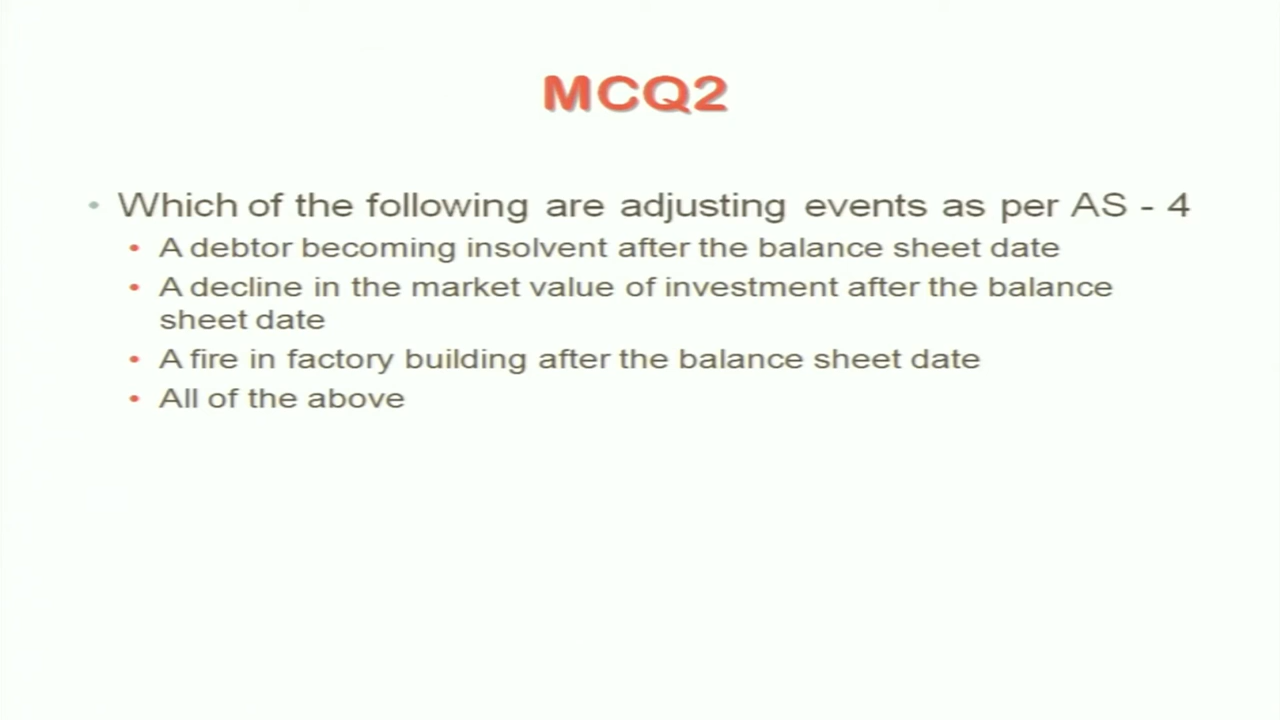 MCQ2
• Which of the following are adjusting events as per AS - 4
• A debtor becoming insolvent after the balance sheet date
• A decline in the market value of investment after the balance
sheet date
• A fire in factory building after the balance sheet date
• All of the above